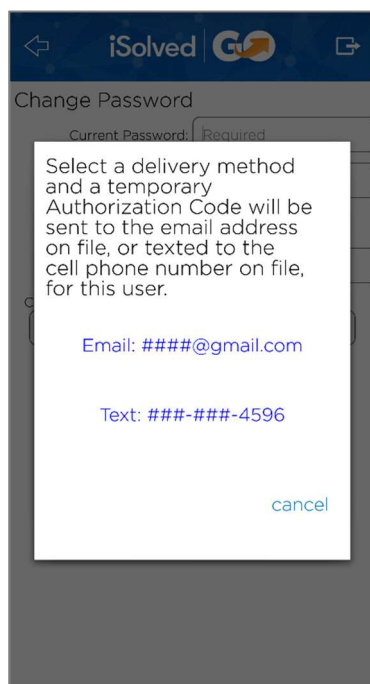 iSolved GO
Change Password
Current Password: Required
Select a delivery method
and a temporary
Authorization Code will be
sent to the email address
on file, or texted to the
cell phone number on file,
for this user.
Email: ####@gmail.com
Text: ###-###-4596
cancel